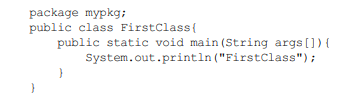 package mypkg;
public class FirstClass{
    public static void main(String args[]){
        System.out.println("FirstClass");
    }
}